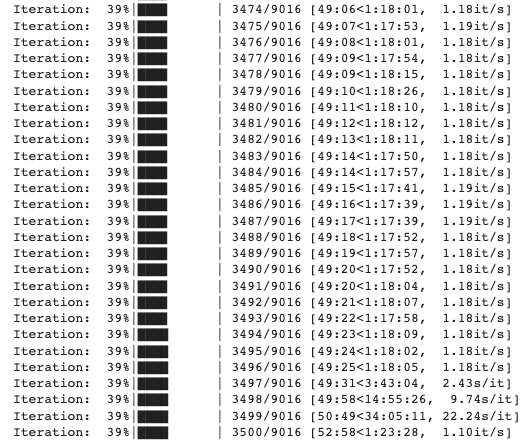 Iteration:  39%|████      | 3474/9016 [49:06<1:18:01,  1.18it/s]
Iteration:  39%|████      | 3475/9016 [49:07<1:17:53,  1.19it/s]
Iteration:  39%|████      | 3476/9016 [49:08<1:18:01,  1.18it/s]
Iteration:  39%|████      | 3477/9016 [49:09<1:17:54,  1.18it/s]
Iteration:  39%|████      | 3478/9016 [49:09<1:18:15,  1.18it/s]
Iteration:  39%|████      | 3479/9016 [49:10<1:18:26,  1.18it/s]
Iteration:  39%|████      | 3480/9016 [49:11<1:18:10,  1.18it/s]
Iteration:  39%|████      | 3481/9016 [49:12<1:18:12,  1.18it/s]
Iteration:  39%|████      | 3482/9016 [49:13<1:18:11,  1.18it/s]
Iteration:  39%|████      | 3483/9016 [49:14<1:17:50,  1.18it/s]
Iteration:  39%|████      | 3484/9016 [49:14<1:17:57,  1.18it/s]
Iteration:  39%|████      | 3485/9016 [49:15<1:17:41,  1.19it/s]
Iteration:  39%|████      | 3486/9016 [49:16<1:17:39,  1.19it/s]
Iteration:  39%|████      | 3487/9016 [49:17<1:17:39,  1.19it/s]
Iteration:  39%|████      | 3488/9016 [49:18<1:17:52,  1.18it/s]
Iteration:  39%|████      | 3489/9016 [49:19<1:17:57,  1.18it/s]
Iteration:  39%|████      | 3490/9016 [49:20<1:17:52,  1.18it/s]
Iteration:  39%|████      | 3491/9016 [49:20<1:18:04,  1.18it/s]
Iteration:  39%|████      | 3492/9016 [49:21<1:18:07,  1.18it/s]
Iteration:  39%|████      | 3493/9016 [49:22<1:17:58,  1.18it/s]
Iteration:  39%|████      | 3494/9016 [49:23<1:18:09,  1.18it/s]
Iteration:  39%|████      | 3495/9016 [49:24<1:18:02,  1.18it/s]
Iteration:  39%|████      | 3496/9016 [49:25<1:18:05,  1.18it/s]
Iteration:  39%|████      | 3497/9016 [49:31<3:43:04,  2.43s/it]
Iteration:  39%|████      | 3498/9016 [49:58<14:55:26,  9.74s/it]
Iteration:  39%|████      | 3499/9016 [50:49<34:05:11, 22.24s/it]
Iteration:  39%|████      | 3500/9016 [52:58<1:23:28,  1.10it/s]